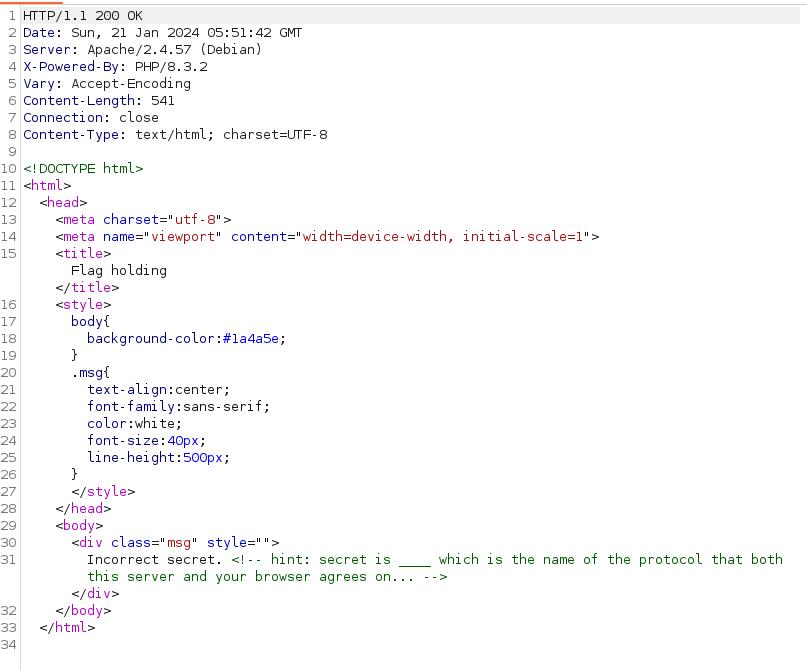 1 HTTP/1.1 200 OK
2 Date: Sun, 21 Jan 2024 05:51:42 GMT
3 Server: Apache/2.4.57 (Debian)
4 X-Powered-By: PHP/8.3.2
5 Vary: Accept-Encoding
6 Content-Length: 541
7 Connection: close
8 Content-Type: text/html; charset=UTF-8
9
10 <!DOCTYPE html>
11 <html>
12   <head>
13     <meta charset="utf-8">
14     <meta name="viewport" content="width=device-width, initial-scale=1">
15     <title>
       Flag holding
     </title>
16     <style>
17       body{
18         background-color:#1a4a5e;
19       }
20       .msg{
21         text-align:center;
22         font-family:sans-serif;
23         color:white;
24         font-size:40px;
25         line-height:500px;
26       }
27       </style>
28     </head>
29     <body>
30       <div class="msg" style="">
31         Incorrect secret. <!-- hint: secret is ____ which is the name of the protocol that both
         this server and your browser agrees on... -->
       </div>
32     </body>
33   </html>
34